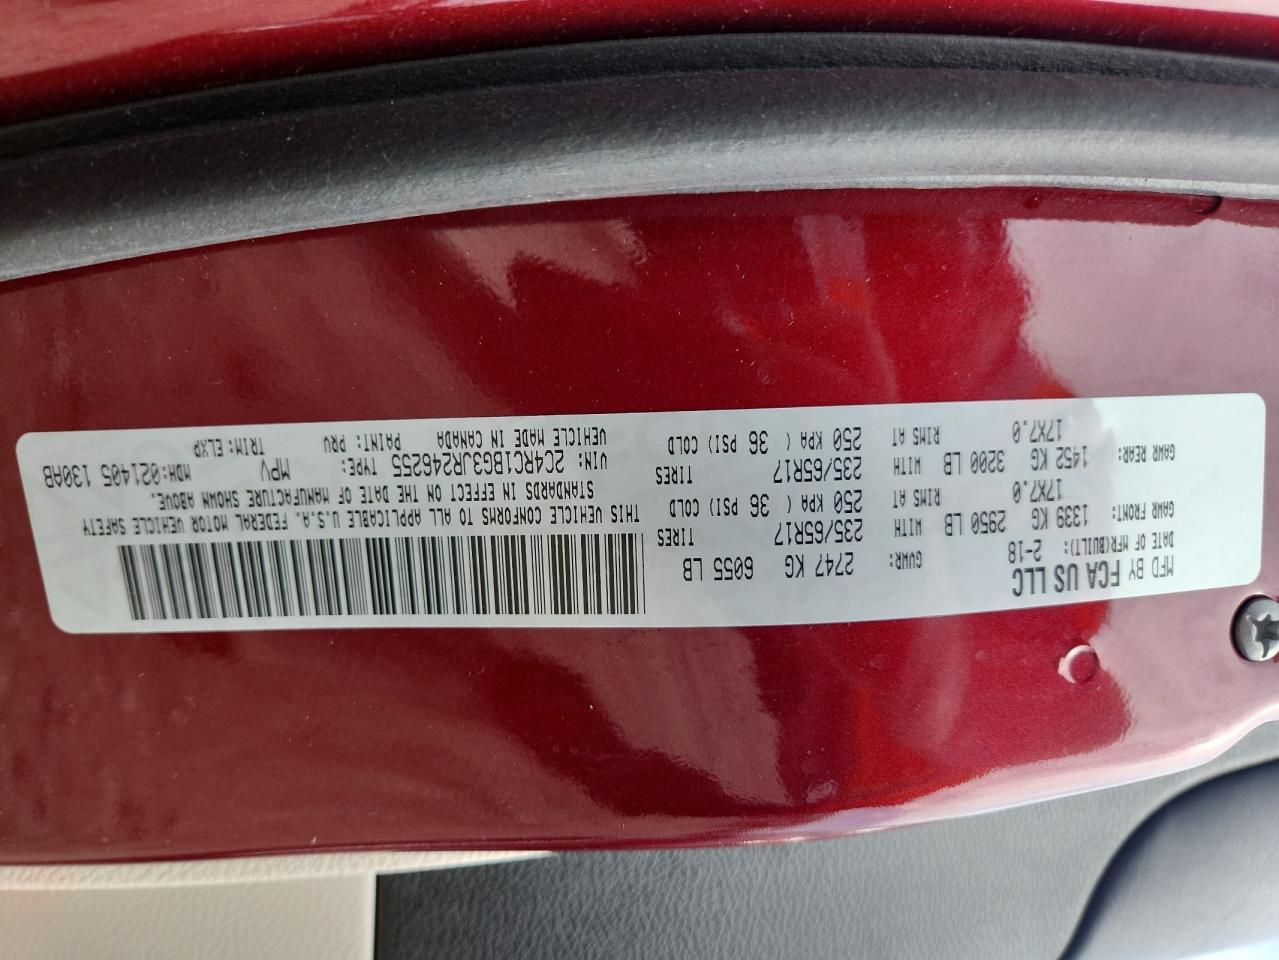 MFD BY FCA US LLC
DATE OF MFR(BUILT): 2-18
GVWR: 2747 KG 6055 LB
GAWR FRONT: 1339 KG 2950 LB WITH 235/65R17 TIRES
17X7.0 RIMS AT 250 KPA ( 36 PSI) COLD
GAWR REAR: 1452 KG 3200 LB WITH 235/65R17 TIRES
17X7.0 RIMS AT 250 KPA ( 36 PSI) COLD
THIS VEHICLE CONFORMS TO ALL APPLICABLE U.S.A. FEDERAL MOTOR VEHICLE SAFETY
STANDARDS IN EFFECT ON THE DATE OF MANUFACTURE SHOWN ABOVE.
VIN: 2C4RC1BG3JR246255 TYPE: MPV MDH:021405 130AB
VEHICLE MADE IN CANADA PAINT: PRV TRIM: ELXP